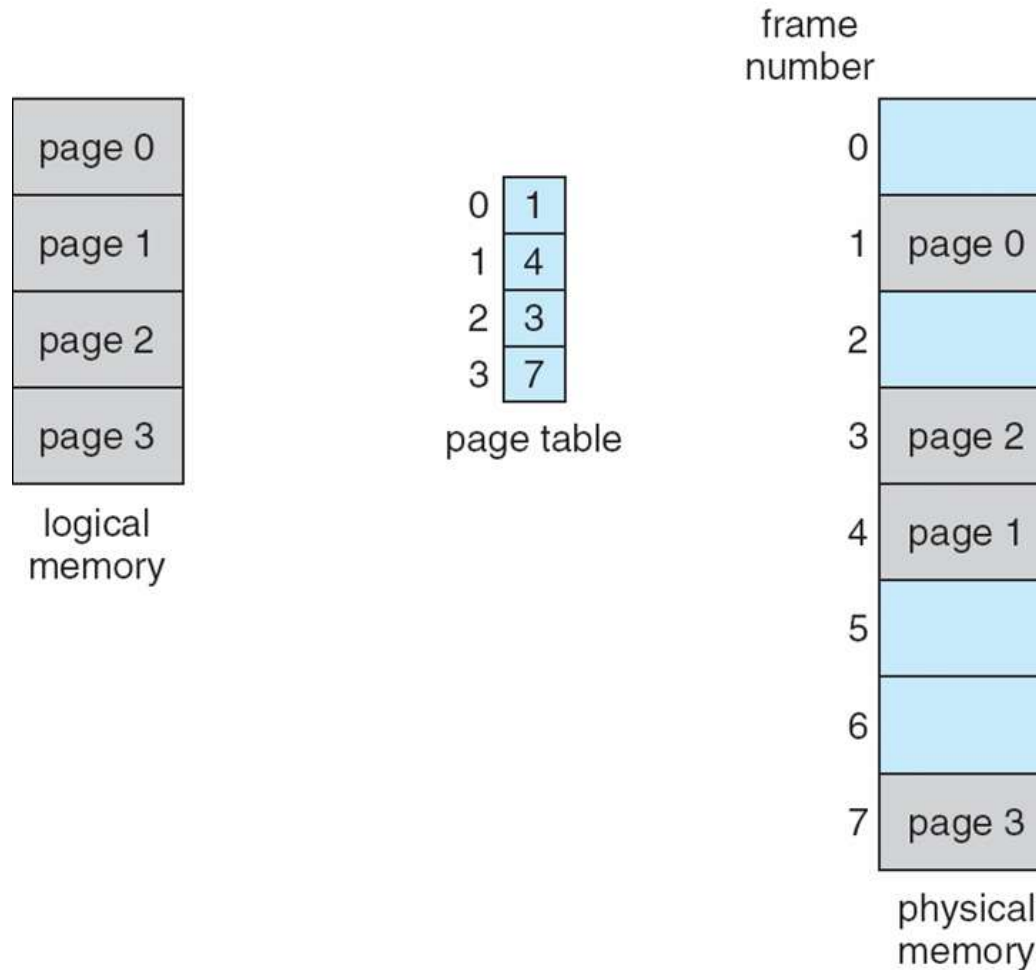 page 0
page 1
page 2
page 3
logical
memory
0 1
1 4
2 3
3 7
page table
frame
number
0
1 page 0
2
3 page 2
4 page 1
5
6
7 page 3
physical
memory